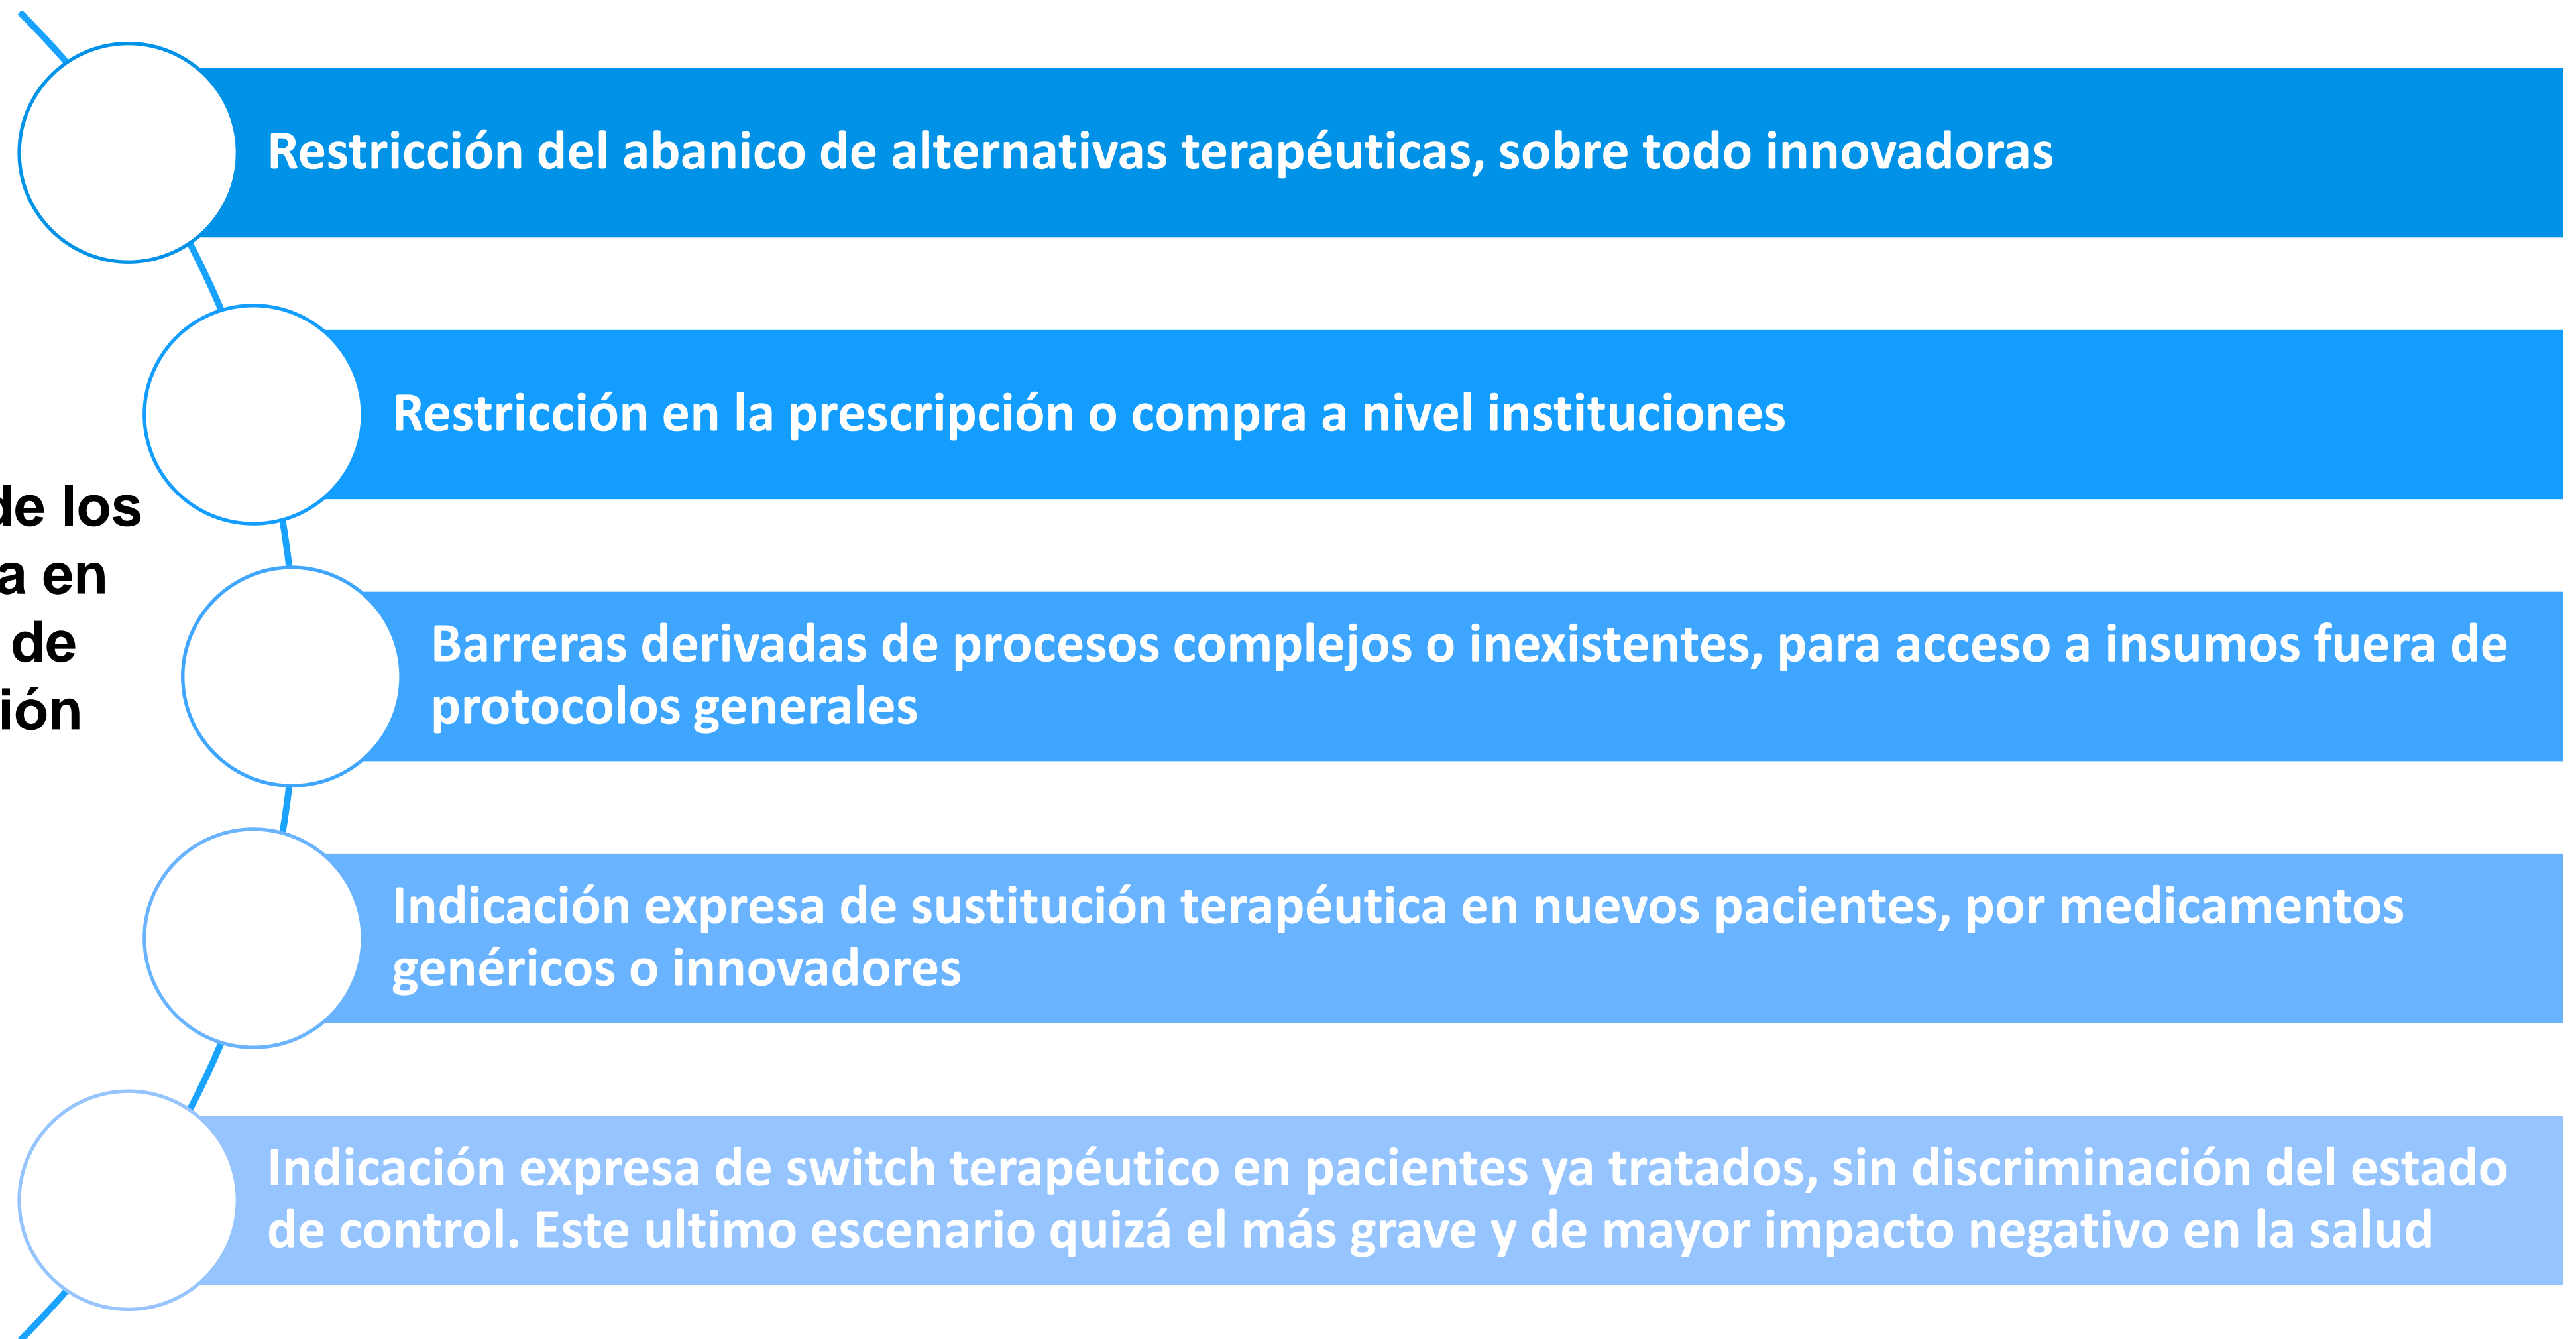 Restricción del abanico de alternativas terapéuticas, sobre todo innovadoras
Restricción en la prescripción o compra a nivel instituciones
de los
a en
de
ión
Barreras derivadas de procesos complejos o inexistentes, para acceso a insumos fuera de
protocolos generales
Indicación expresa de sustitución terapéutica en nuevos pacientes, por medicamentos
genéricos o innovadores
Indicación expresa de switch terapéutico en pacientes ya tratados, sin discriminación del estado
de control. Este ultimo escenario quizá el más grave y de mayor impacto negativo en la salud